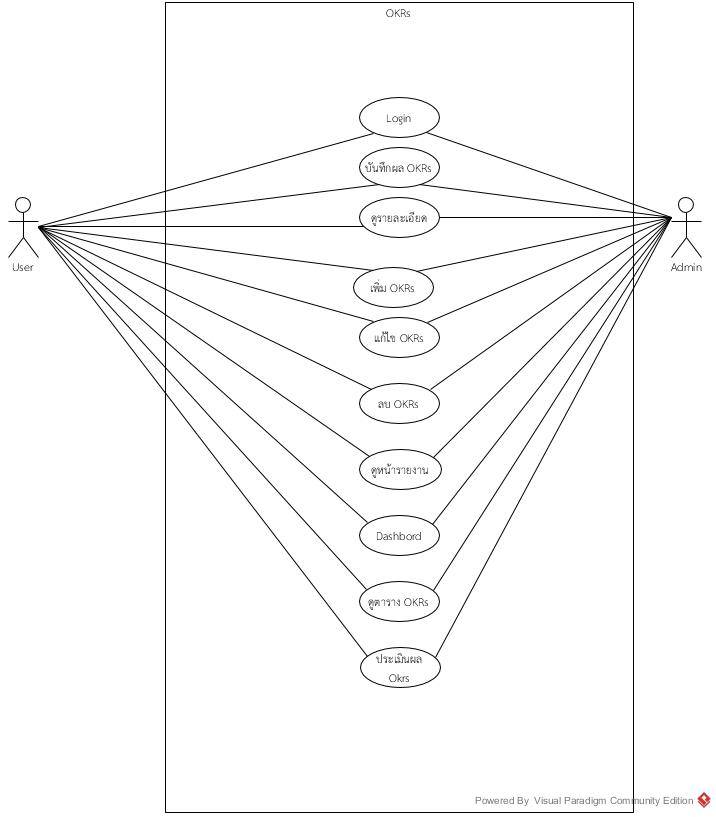 OKRs
Login
บันทึกผล OKRs
ดูรายละเอียด
User
Admin
เพิ่ม OKRs
แก้ไข OKRs
ลบ OKRs
ดูหน้ารายงาน
Dashbord
ดูตาราง OKRs
ประเมินผล
Okrs
Powered By Visual Paradigm Community Edition